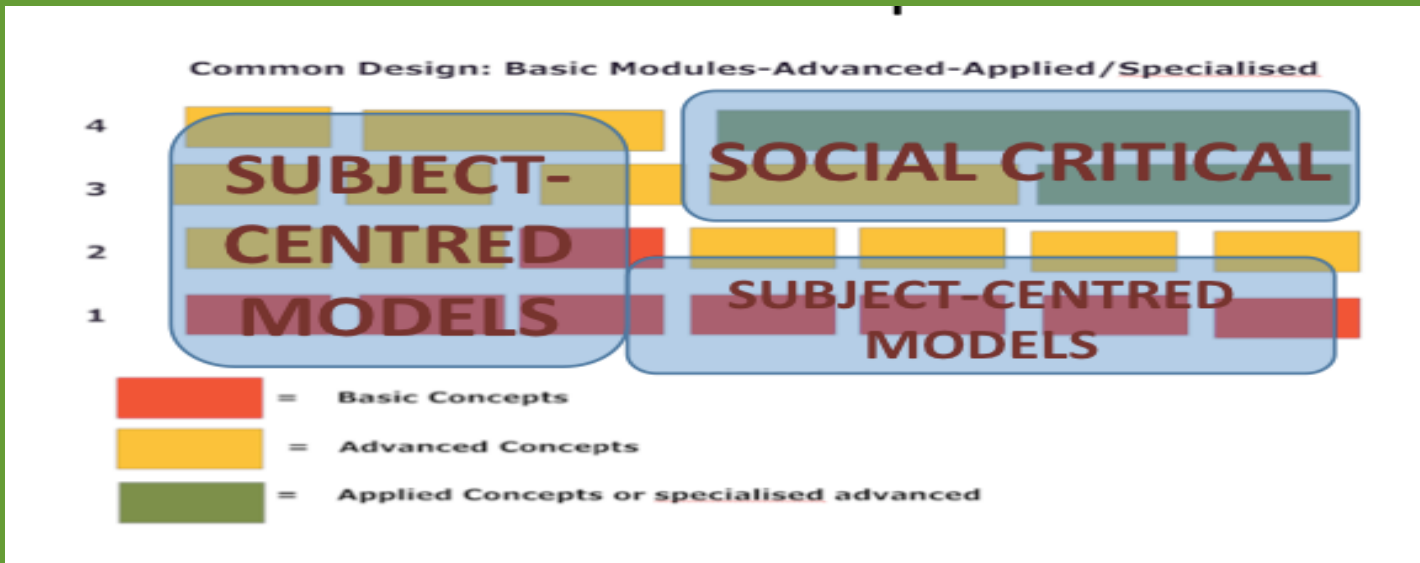 Common Design: Basic Modules-Advanced-Applied/Specialised
4
3
2
1
SUBJECT-
CENTRED
MODELS
SOCIAL CRITICAL
SUBJECT-CENTRED
MODELS
= Basic Concepts
= Advanced Concepts
= Applied Concepts or specialised advanced